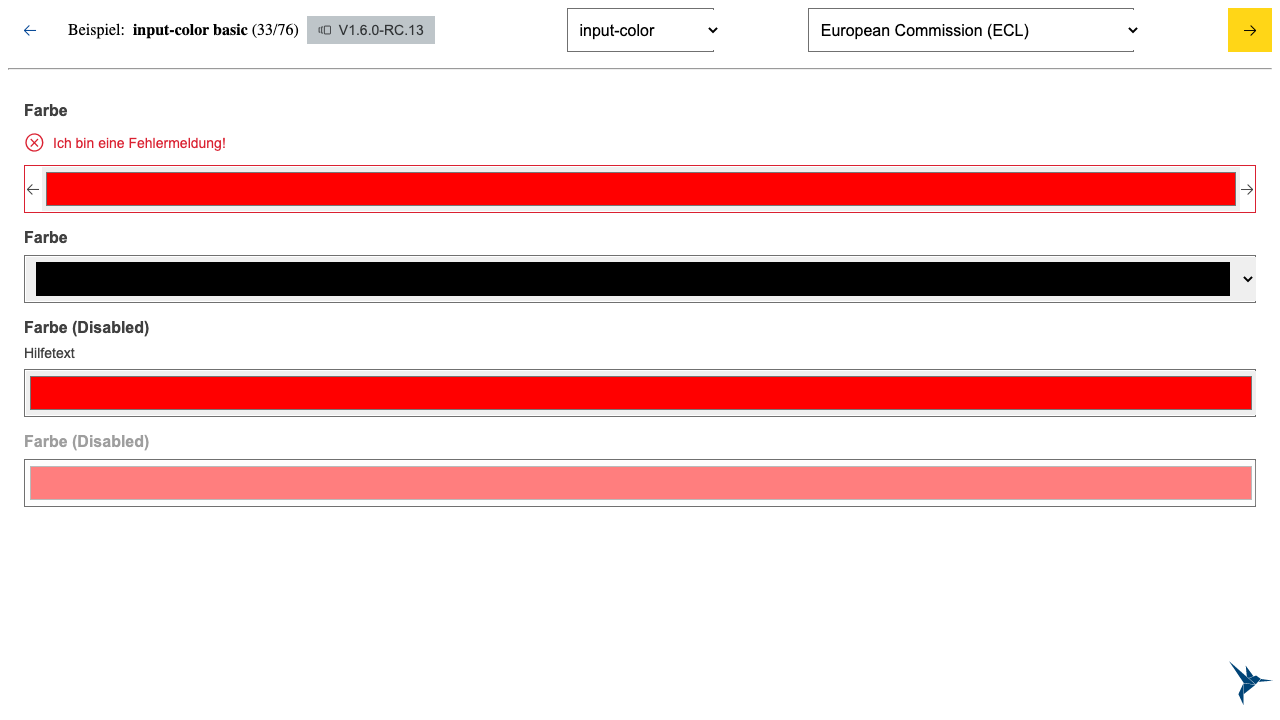 Beispiel: input-color basic (33/76) V1.6.0-RC.13 input-color European Commission (ECL)
Farbe
Ich bin eine Fehlermeldung!
Farbe
Farbe (Disabled)
Hilfetext
Farbe (Disabled)